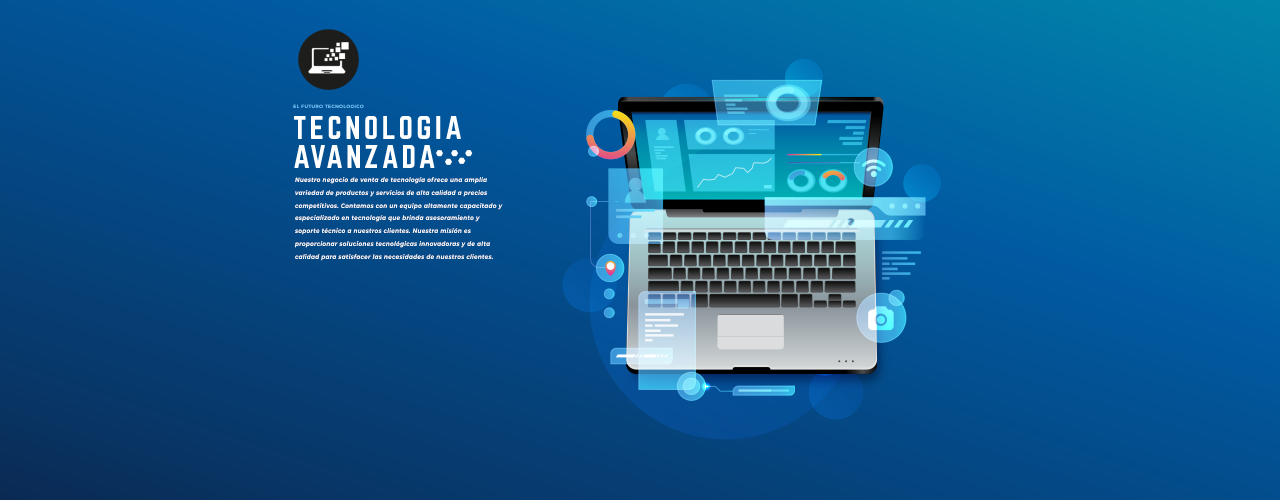 EL FUTURO TECNOLOGICO
TECNOLOGIA
AVANZADA
Nuestro negocio de venta de tecnología ofrece una amplia
variedad de productos y servicios de alta calidad a precios
competitivos. Contamos con un equipo altamente capacitado y
especializado en tecnología que brinda asesoramiento y
soporte técnico a nuestros clientes. Nuestra misión es
proporcionar soluciones tecnológicas innovadoras y de alta
calidad para satisfacer las necesidades de nuestros clientes.